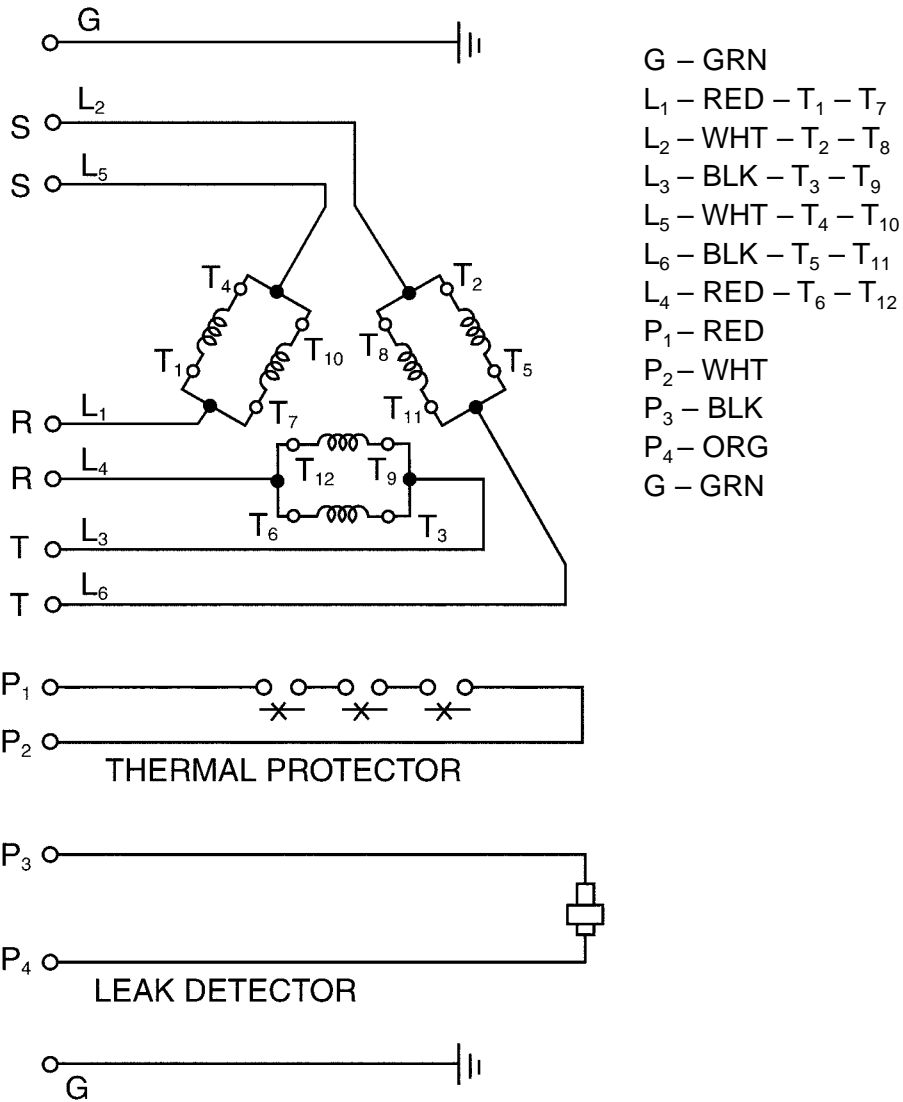 G
G – GRN
L₂
L₁ – RED – T₁ – T₇
S
L₂ – WHT – T₂ – T₈
L₅
S
L₃ – BLK – T₃ – T₉
L₅ – WHT – T₄ – T₁₀
L₆ – BLK – T₅ – T₁₁
L₄ – RED – T₆ – T₁₂
P₁ – RED
P₂ – WHT
P₃ – BLK
P₄ – ORG
G – GRN
T₄
T₂
T₁
T₁₀
T₈
T₅
T₇
T₁₁
R
L₁
R
L₄
T₁₂
T₉
T₆
T₃
T
L₃
T
L₆
P₁
P₂
THERMAL PROTECTOR
P₃
P₄
LEAK DETECTOR
G